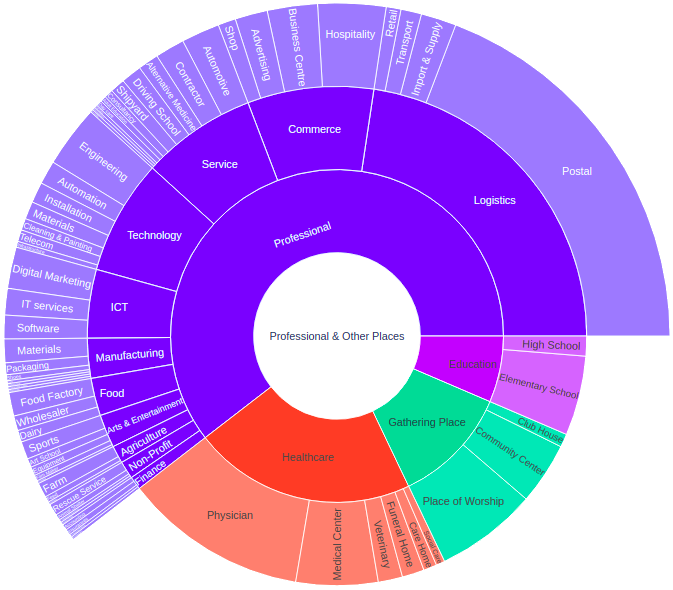 Professional & Other Places
Professional
Education
Gathering Place
Healthcare
Logistics
Commerce
Service
Technology
ICT
Manufacturing
Food
Arts & Entertainment
Agriculture
Non-Profit
Finance
Postal
Import & Supply
Transport
Retail
Hospitality
Business Centre
Advertising
Shop
Automotive
Contractor
Alternative Medicine
Driving School
Shipyard
Engineering
Automation
Installation
Materials
Cleaning & Painting
Telecom
Digital Marketing
IT services
Software
Materials
Packaging
Food Factory
Wholesaler
Dairy
Sports
Art School
Farm
Rescue Service
Physician
Medical Center
Veterinary
Funeral Home
Care Home
Place of Worship
Community Center
Club House
Elementary School
High School